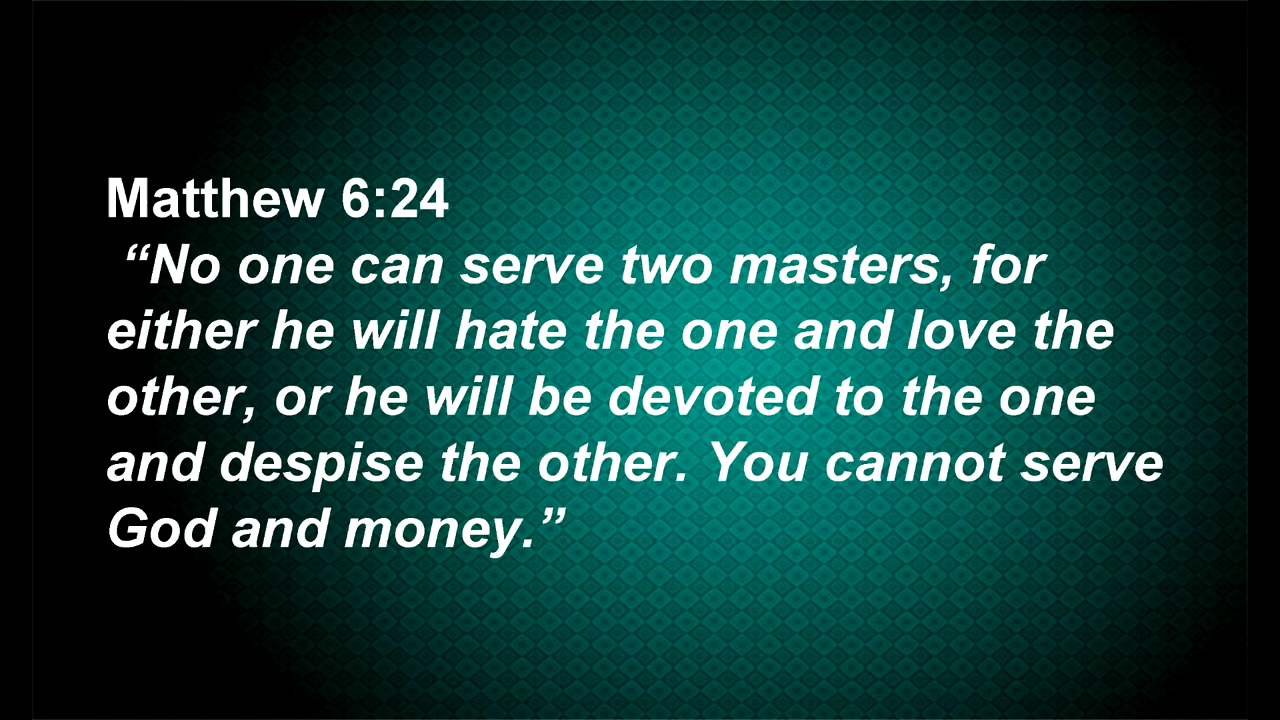 Matthew 6:24
“No one can serve two masters, for
either he will hate the one and love the
other, or he will be devoted to the one
and despise the other. You cannot serve
God and money.”